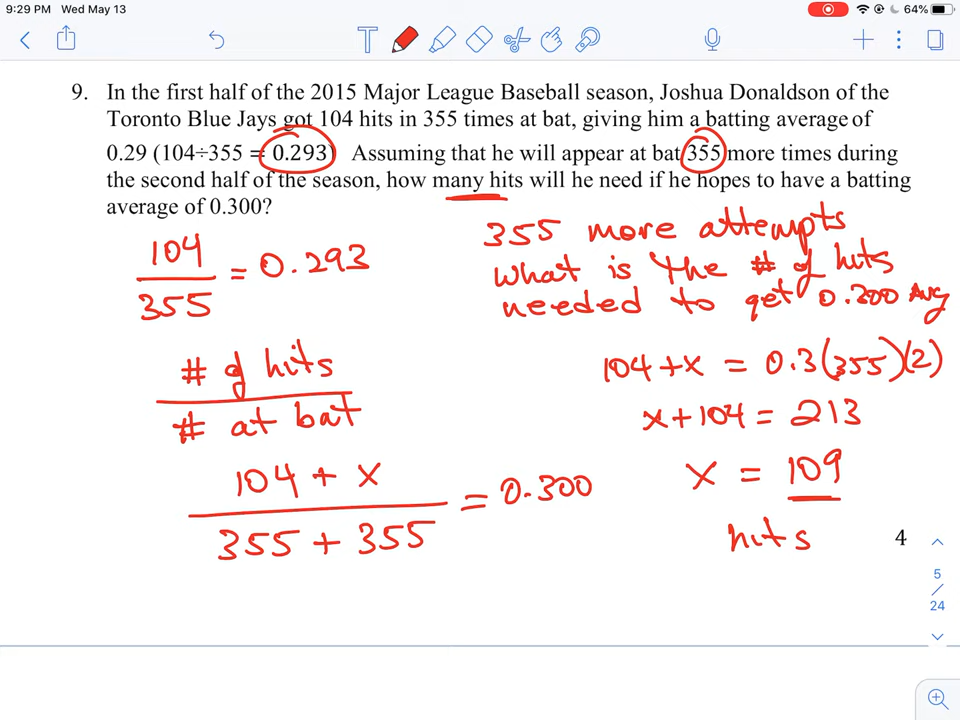 9:29 PM Wed May 13
64%
9. In the first half of the 2015 Major League Baseball season, Joshua Donaldson of the
Toronto Blue Jays got 104 hits in 355 times at bat, giving him a batting average of
0.29 (104÷355 = 0.293) Assuming that he will appear at bat 355 more times during
the second half of the season, how many hits will he need if he hopes to have a batting
average of 0.300?
104
355
= 0.293
355 more attempts
what is the # of hits
needed to get 0.300 Avg
# of hits
# at bat
104 + x
355 + 355
= 0.300
104+x = 0.3(355)(2)
x+104 = 213
x = 109
hits
4
5
/
24